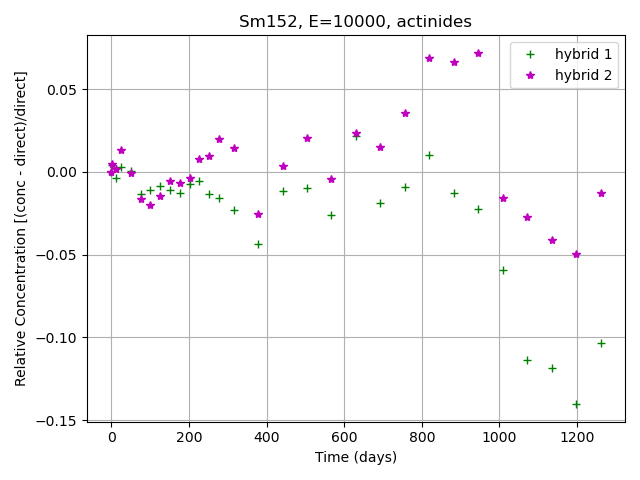 Sm152, E=10000, actinides
hybrid 1
hybrid 2
Relative Concentration [(conc - direct)/direct]
0.05
0.00
−0.05
−0.10
−0.15
0 200 400 600 800 1000 1200
Time (days)